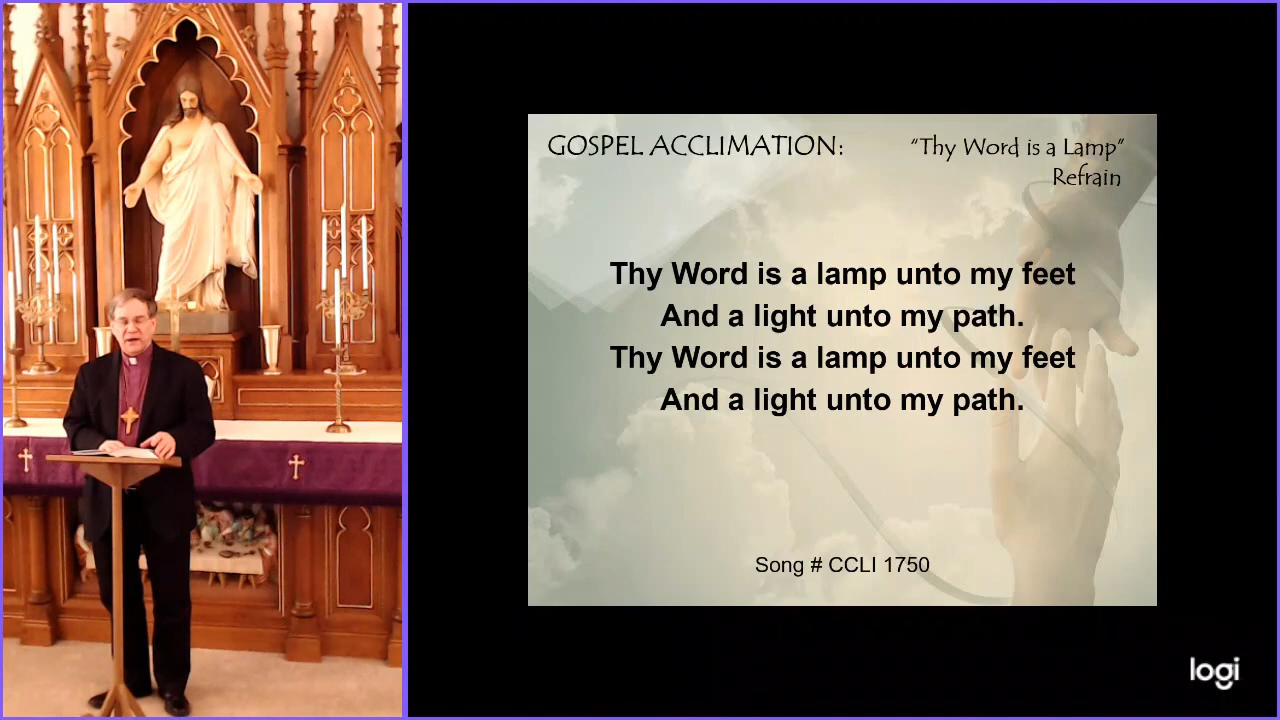 GOSPEL ACCLIMATION:
“Thy Word is a Lamp”
Refrain
Thy Word is a lamp unto my feet
And a light unto my path.
Thy Word is a lamp unto my feet
And a light unto my path.
Song # CCLI 1750
logi